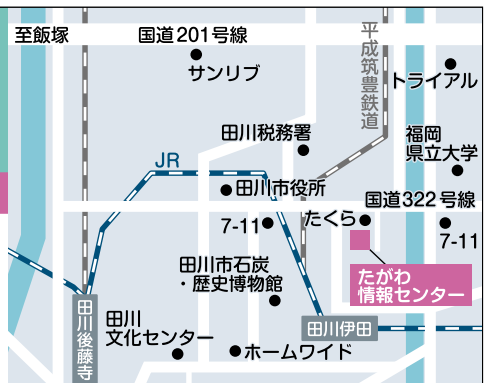 至飯塚
国道201号線
サンリブ
平成筑豊鉄道
トライアル
田川税務署
福岡
県立大学
JR
田川市役所
国道322号線
7-11
たくら
7-11
田川市石炭
・歴史博物館
たがわ
情報センター
田川後藤寺
田川
文化センター
田川伊田
ホームワイド